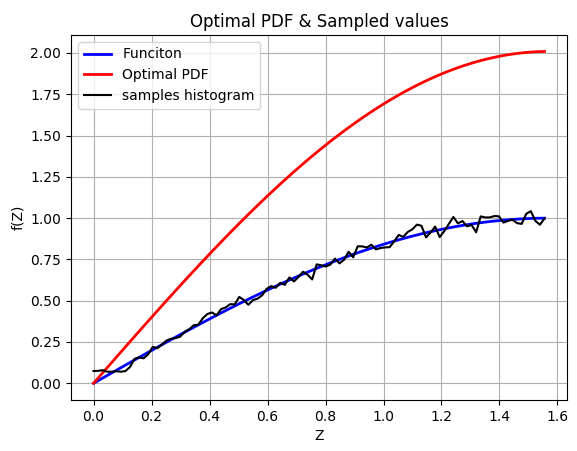 Optimal PDF & Sampled values
Funciton
Optimal PDF
samples histogram
2.00
1.75
1.50
1.25
1.00
0.75
0.50
0.25
0.00
f(Z)
0.0 0.2 0.4 0.6 0.8 1.0 1.2 1.4 1.6
Z